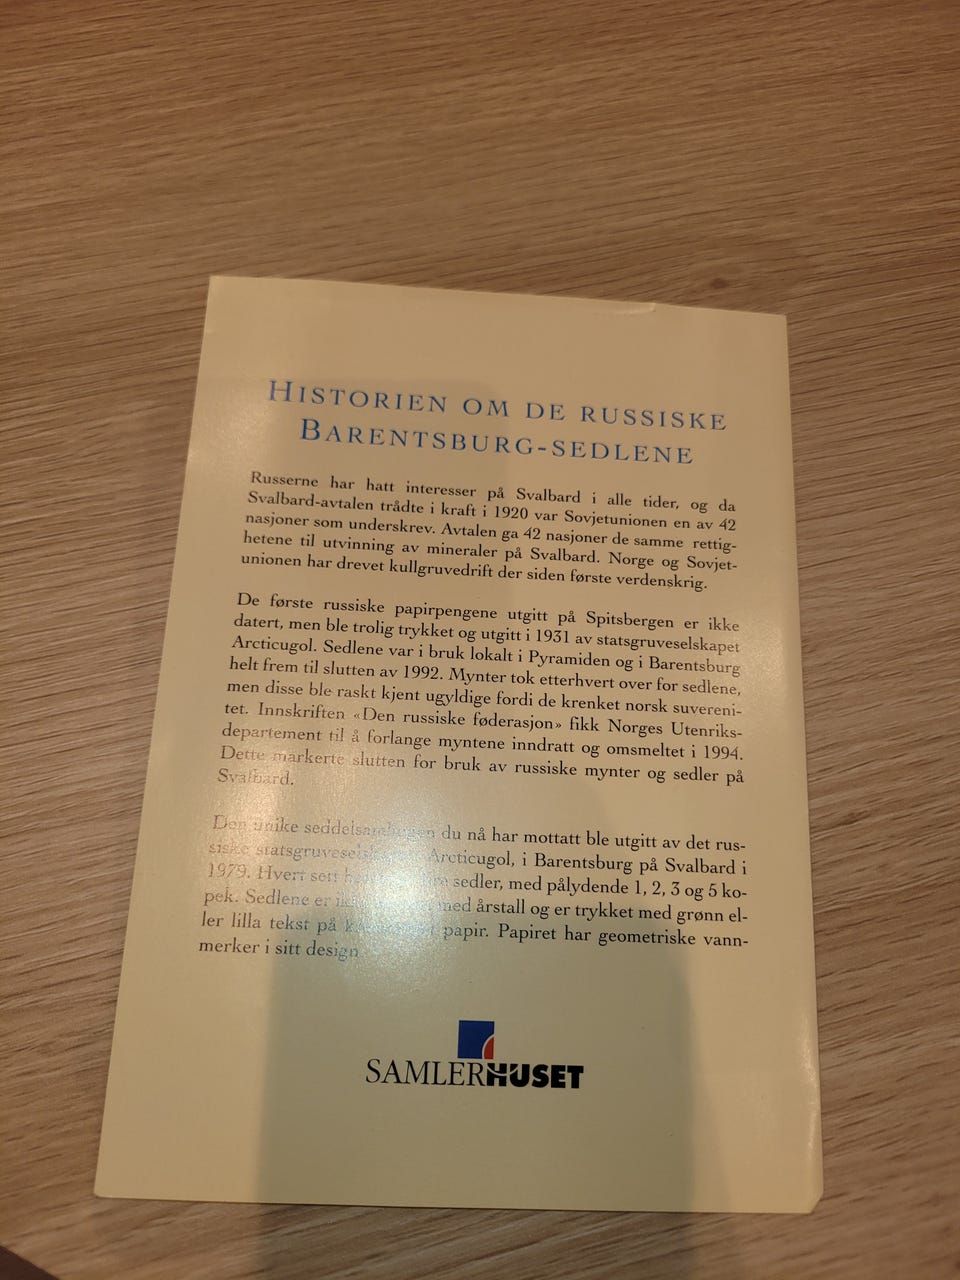 HISTORIEN OM DE RUSSISKE
BARENTSBURG-SEDLENE
Russerne har hatt interesser på Svalbard i alle tider, og da
Svalbard-avtalen trådte i kraft i 1920 var Sovjetunionen en av 42
nasjoner som underskrev. Avtalen ga 42 nasjoner de samme rettig-
hetene til utvinning av mineraler på Svalbard. Norge og Sovjet-
unionen har drevet kullgruvedrift der siden første verdenskrig.
De første russiske papirpengene utgitt på Spitsbergen er ikke
datert, men ble trolig trykket og utgitt i 1931 av statsgruveselskapet
Arcticugol. Sedlene var i bruk lokalt i Pyramiden og i Barentsburg
helt frem til slutten av 1992. Mynter tok etterhvert over for sedlene,
men disse ble raskt kjent ugyldige fordi de krenket norsk suvereni-
tet. Innskriften «Den russiske føderasjon» fikk Norges Utenriks-
departement til å forlange myntene inndratt og omsmeltet i 1994.
Dette markerte slutten for bruk av russiske mynter og sedler på
Svalbard.
Den unike seddelsamlingen du nå har mottatt ble utgitt av det rus-
siske statsgruveselskapet Arcticugol, i Barentsburg på Svalbard i
1979. Hvert sett sedler, med pålydende 1, 2, 3 og 5 ko-
pek. Sedlene er med årstall og er trykket med grønn el-
ler lilla tekst på papir. Papiret har geometriske vann-
merker i sitt design
SAMLERHUSET